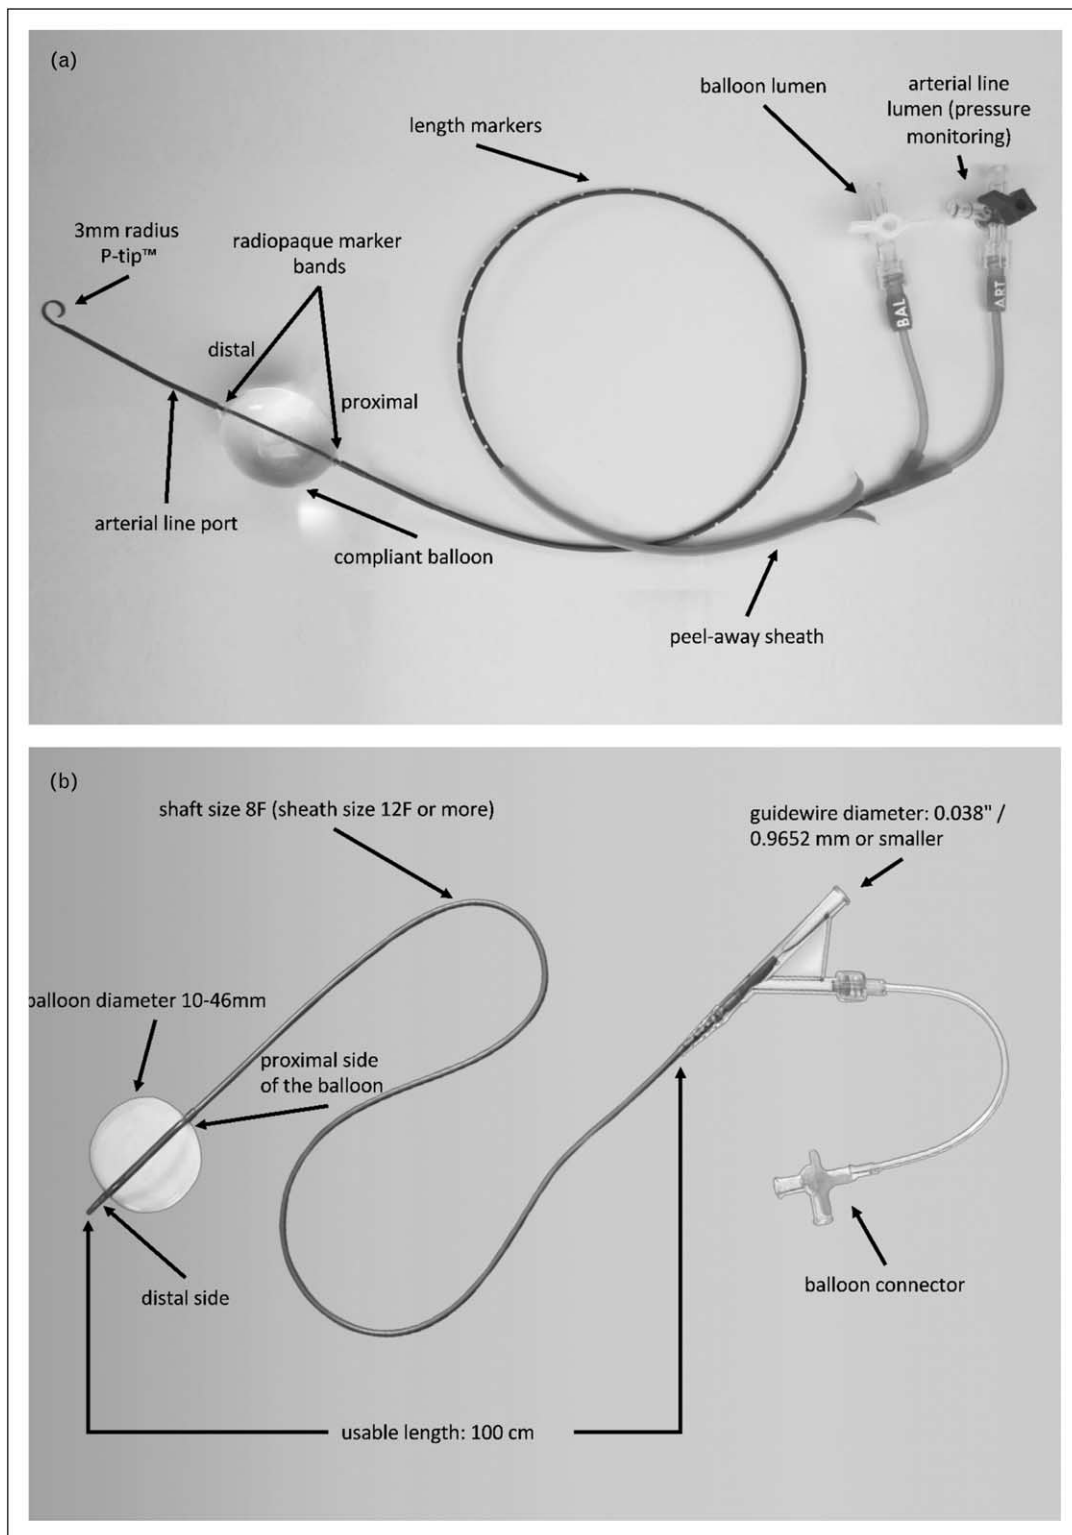 (a)
balloon lumen
arterial line
lumen (pressure
monitoring)
length markers
3mm radius
P-tip™
radiopaque marker
bands
distal
proximal
BAL
ART
arterial line port
compliant balloon
peel-away sheath
(b)
shaft size 8F (sheath size 12F or more)
guidewire diameter: 0.038" /
0.9652 mm or smaller
balloon diameter 10-46mm
proximal side
of the balloon
distal side
balloon connector
usable length: 100 cm